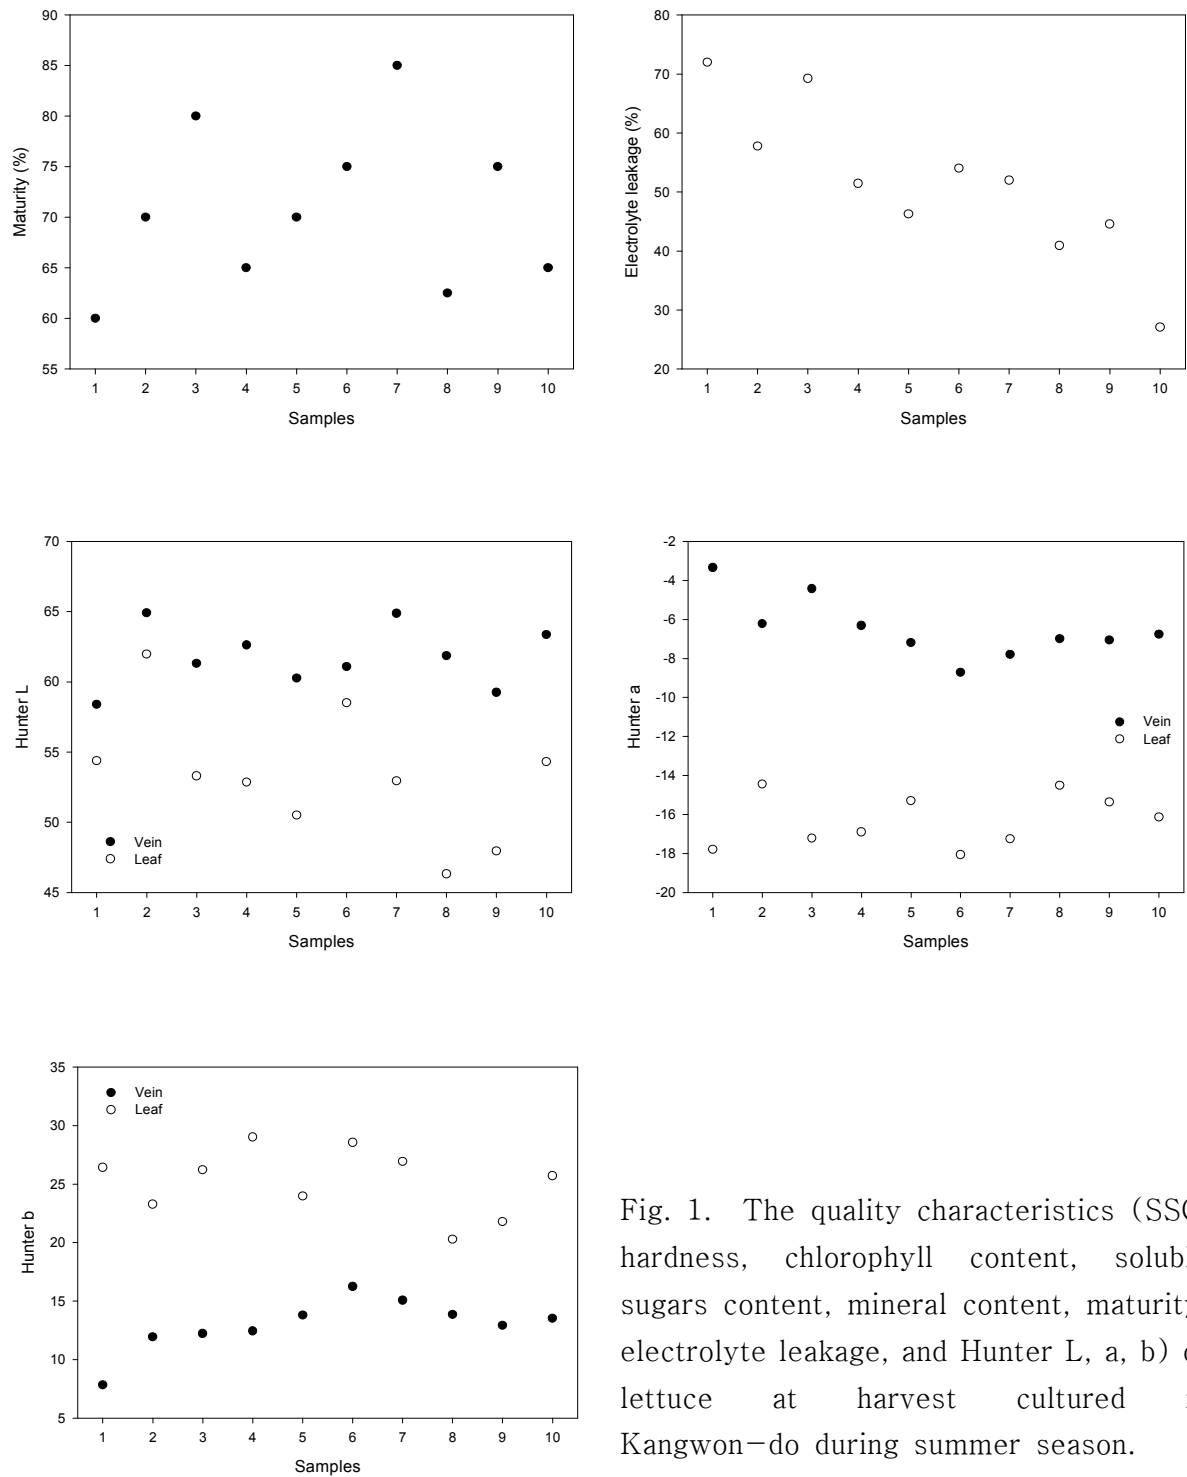 90
85
80
75
70
65
60
55
Maturity (%)
1 2 3 4 5 6 7 8 9 10
Samples
80
70
60
50
40
30
20
Electrolyte leakage (%)
1 2 3 4 5 6 7 8 9 10
Samples
70
65
60
55
50
45
Hunter L
Vein
Leaf
1 2 3 4 5 6 7 8 9 10
Samples
-2
-4
-6
-8
-10
-12
-14
-16
-18
-20
Hunter a
Vein
Leaf
1 2 3 4 5 6 7 8 9 10
Samples
35
30
25
20
15
10
5
Hunter b
Vein
Leaf
1 2 3 4 5 6 7 8 9 10
Samples
Fig. 1. The quality characteristics (SSC
hardness, chlorophyll content, solubl
sugars content, mineral content, maturity
electrolyte leakage, and Hunter L, a, b)
lettuce at harvest cultured
Kangwon-do during summer season.